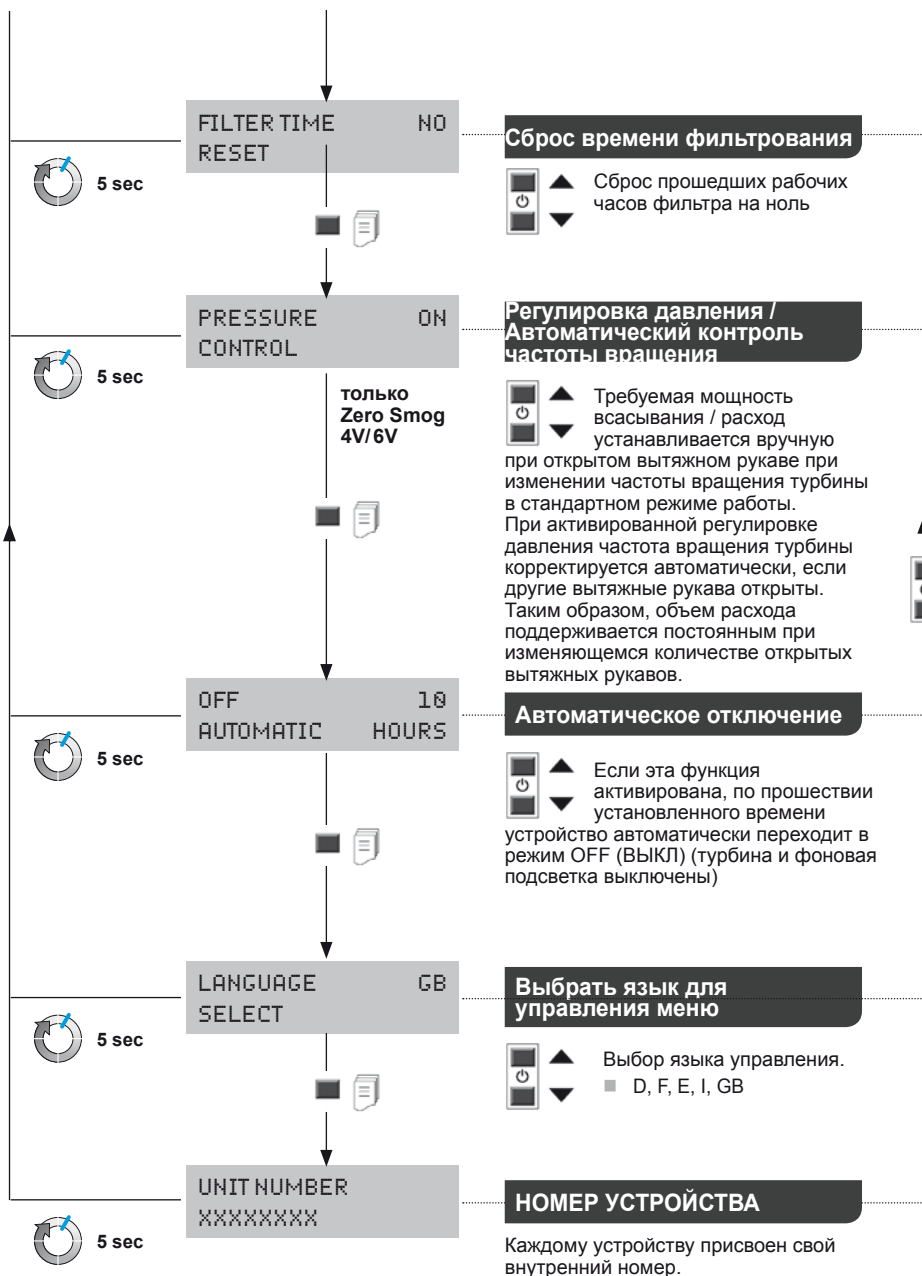 FILTER TIME NO
RESET
5 sec
Сброс времени фильтрования
Сброс прошедших рабочих
часов фильтра на ноль
PRESSURE ON
CONTROL
5 sec
только
Zero Smog
4V/6V
Регулировка давления /
Автоматический контроль
частоты вращения
Требуемая мощность
всасывания / расход
устанавливается вручную
при открытом вытяжном рукаве при
изменении частоты вращения турбины
в стандартном режиме работы.
При активированной регулировке
давления частота вращения турбины
корректируется автоматически, если
другие вытяжные рукава открыты.
Таким образом, объем расхода
поддерживается постоянным при
изменяющемся количестве открытых
вытяжных рукавов.
OFF 10
AUTOMATIC HOURS
5 sec
Автоматическое отключение
Если эта функция
активирована, по прошествии
установленного времени
устройство автоматически переходит в
режим OFF (ВЫКЛ) (турбина и фоновая
подсветка выключены)
LANGUAGE GB
SELECT
5 sec
Выбрать язык для
управления меню
Выбор языка управления.
D, F, E, I, GB
UNIT NUMBER
XXXXXXXX
5 sec
НОМЕР УСТРОЙСТВА
Каждому устройству присвоен свой
внутренний номер.